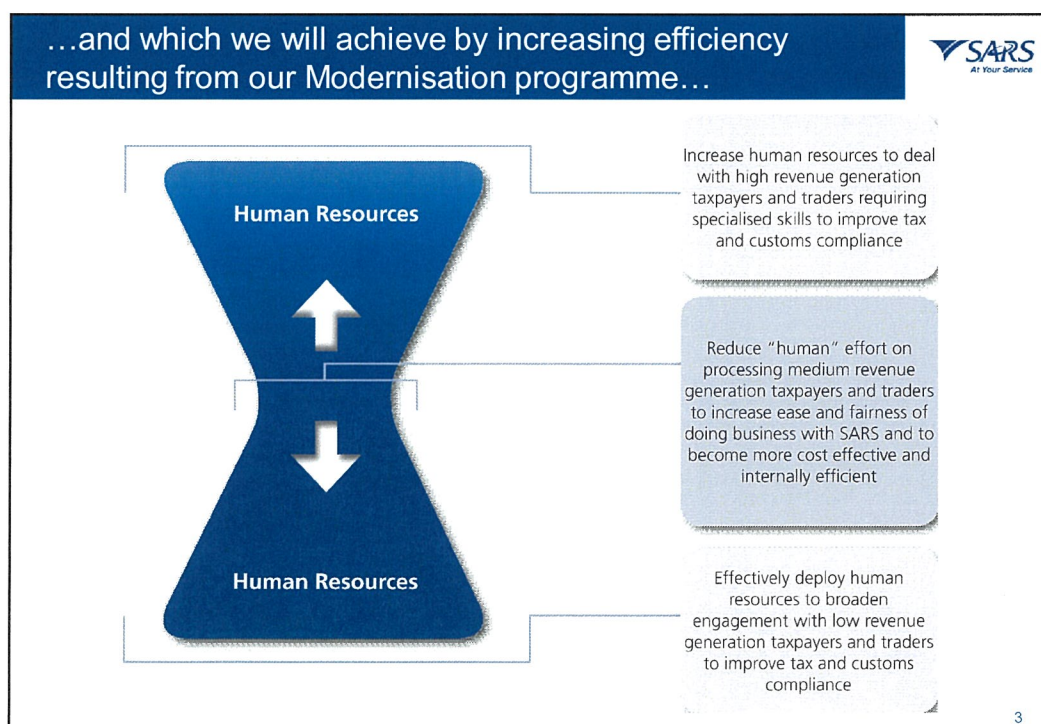 …and which we will achieve by increasing efficiency
resulting from our Modernisation programme…
SARS
At Your Service
Human Resources
Human Resources
Increase human resources to deal
with high revenue generation
taxpayers and traders requiring
specialised skills to improve tax
and customs compliance
Reduce “human” effort on
processing medium revenue
generation taxpayers and traders
to increase ease and fairness of
doing business with SARS and to
become more cost effective and
internally efficient
Effectively deploy human
resources to broaden
engagement with low revenue
generation taxpayers and traders
to improve tax and customs
compliance
3